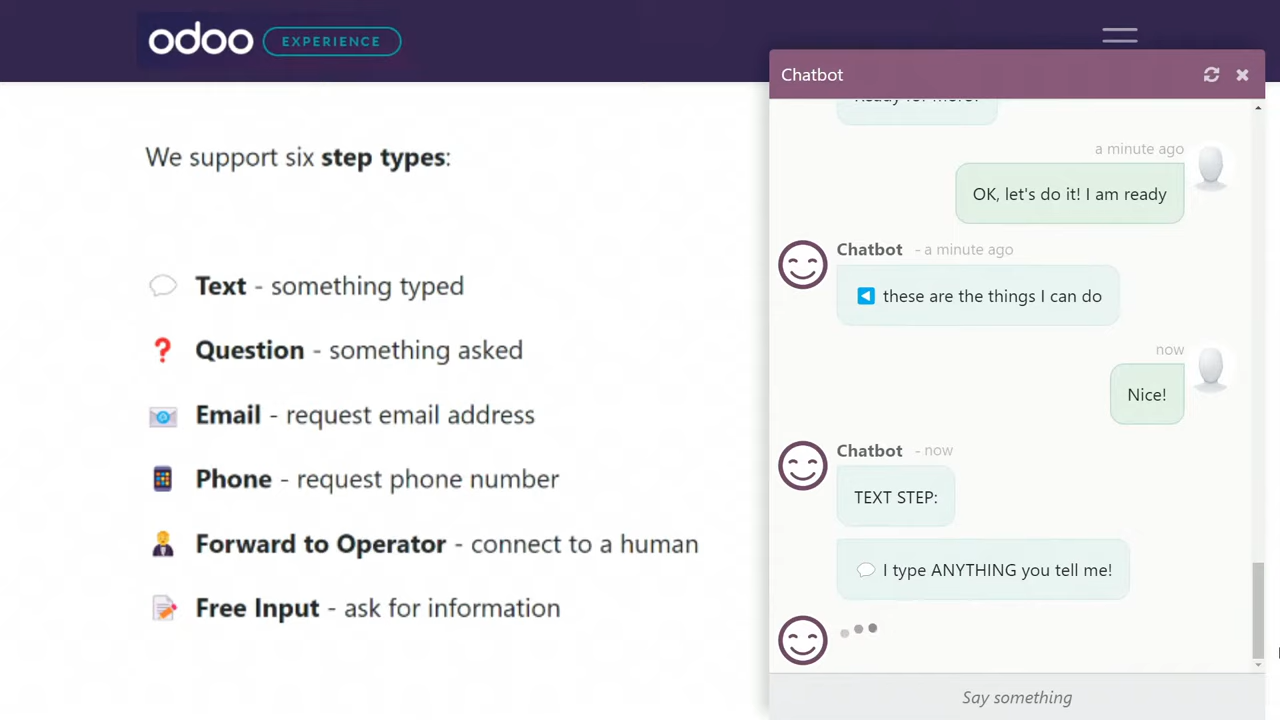 odoo EXPERIENCE
We support six step types:
Text - something typed
Question - something asked
Email - request email address
Phone - request phone number
Forward to Operator - connect to a human
Free Input - ask for information
Chatbot
Ready for more?
a minute ago
OK, let's do it! I am ready
Chatbot - a minute ago
these are the things I can do
now
Nice!
Chatbot - now
TEXT STEP:
I type ANYTHING you tell me!
Say something